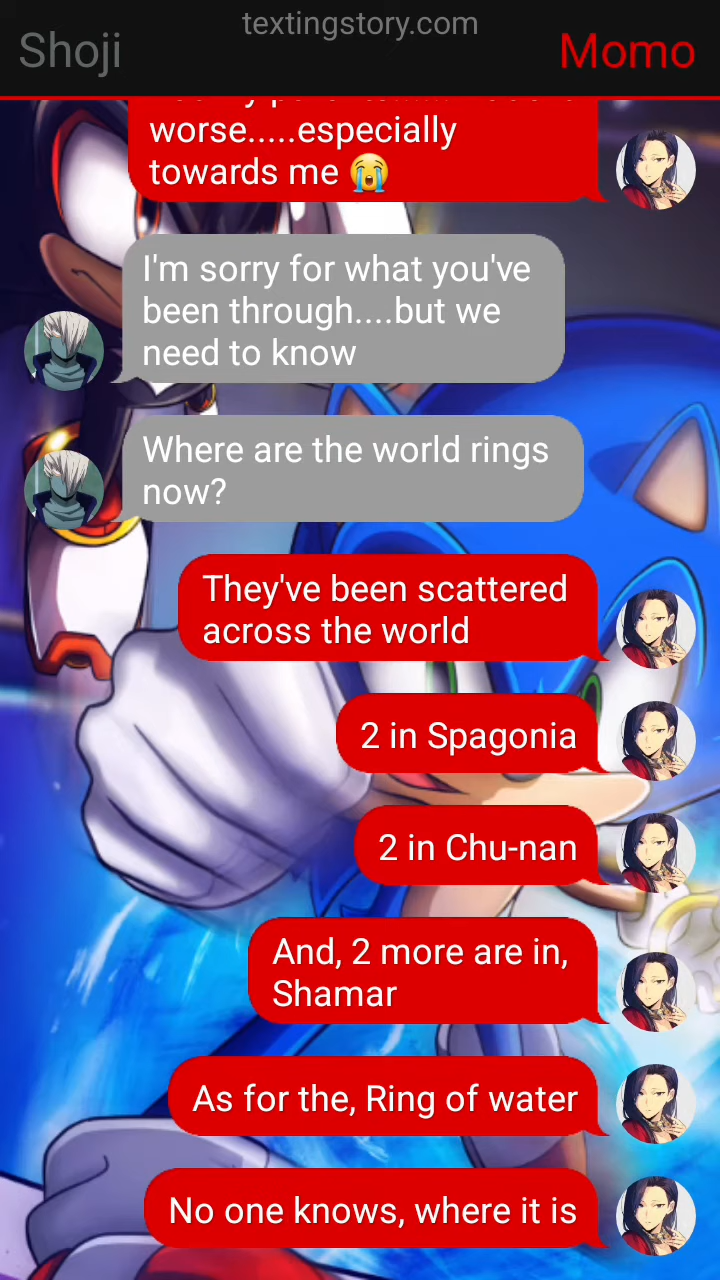 textingstory.com
Shoji
Momo
worse.....especially
towards me 😭
I'm sorry for what you've
been through....but we
need to know
Where are the world rings
now?
They've been scattered
across the world
2 in Spagonia
2 in Chu-nan
And, 2 more are in,
Shamar
As for the, Ring of water
No one knows, where it is